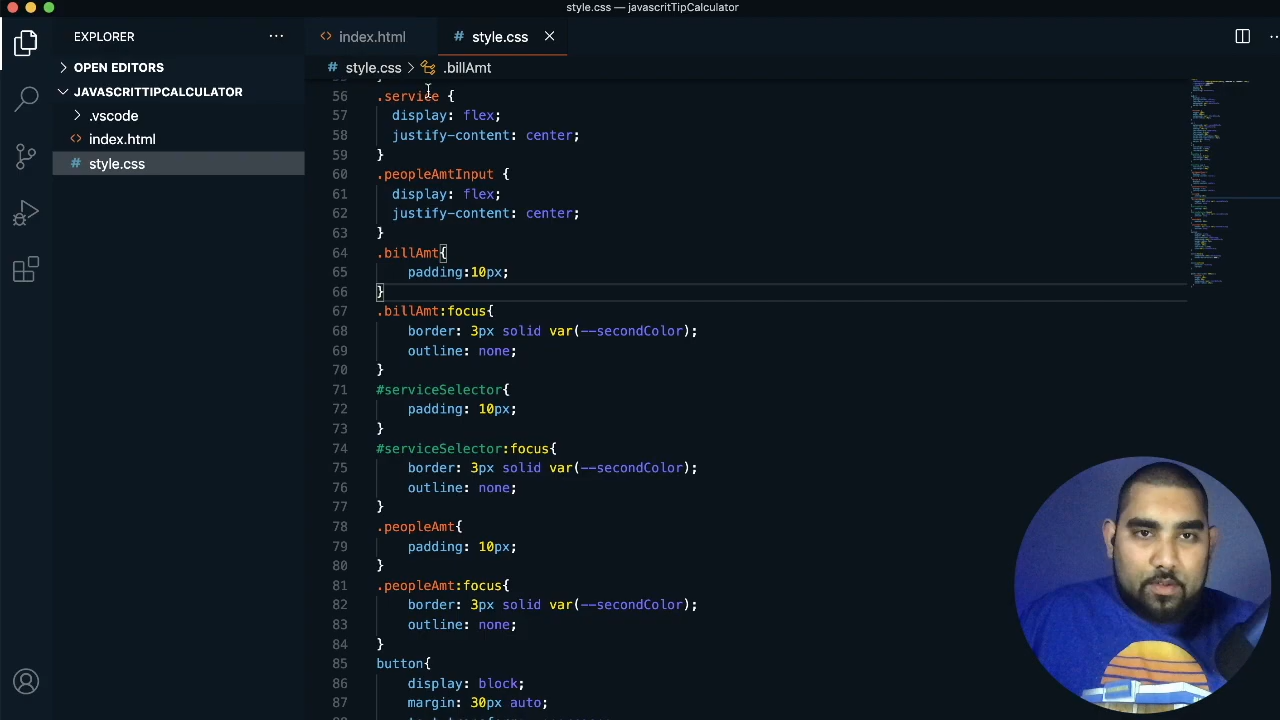 style.css — javascritTipCalculator
EXPLORER ···
index.html
# style.css
OPEN EDITORS
# style.css > .billAmt
JAVASCRITTIPCALCULATOR
.vscode
index.html
# style.css
56 .service {
57 display: flex;
58 justify-content: center;
59 }
60 .peopleAmtInput {
61 display: flex;
62 justify-content: center;
63 }
64 .billAmt{
65 padding:10px;
66 }
67 .billAmt:focus{
68 border: 3px solid var(--secondColor);
69 outline: none;
70 }
71 #serviceSelector{
72 padding: 10px;
73 }
74 #serviceSelector:focus{
75 border: 3px solid var(--secondColor);
76 outline: none;
77 }
78 .peopleAmt{
79 padding: 10px;
80 }
81 .peopleAmt:focus{
82 border: 3px solid var(--secondColor);
83 outline: none;
84 }
85 button{
86 display: block;
87 margin: 30px auto;